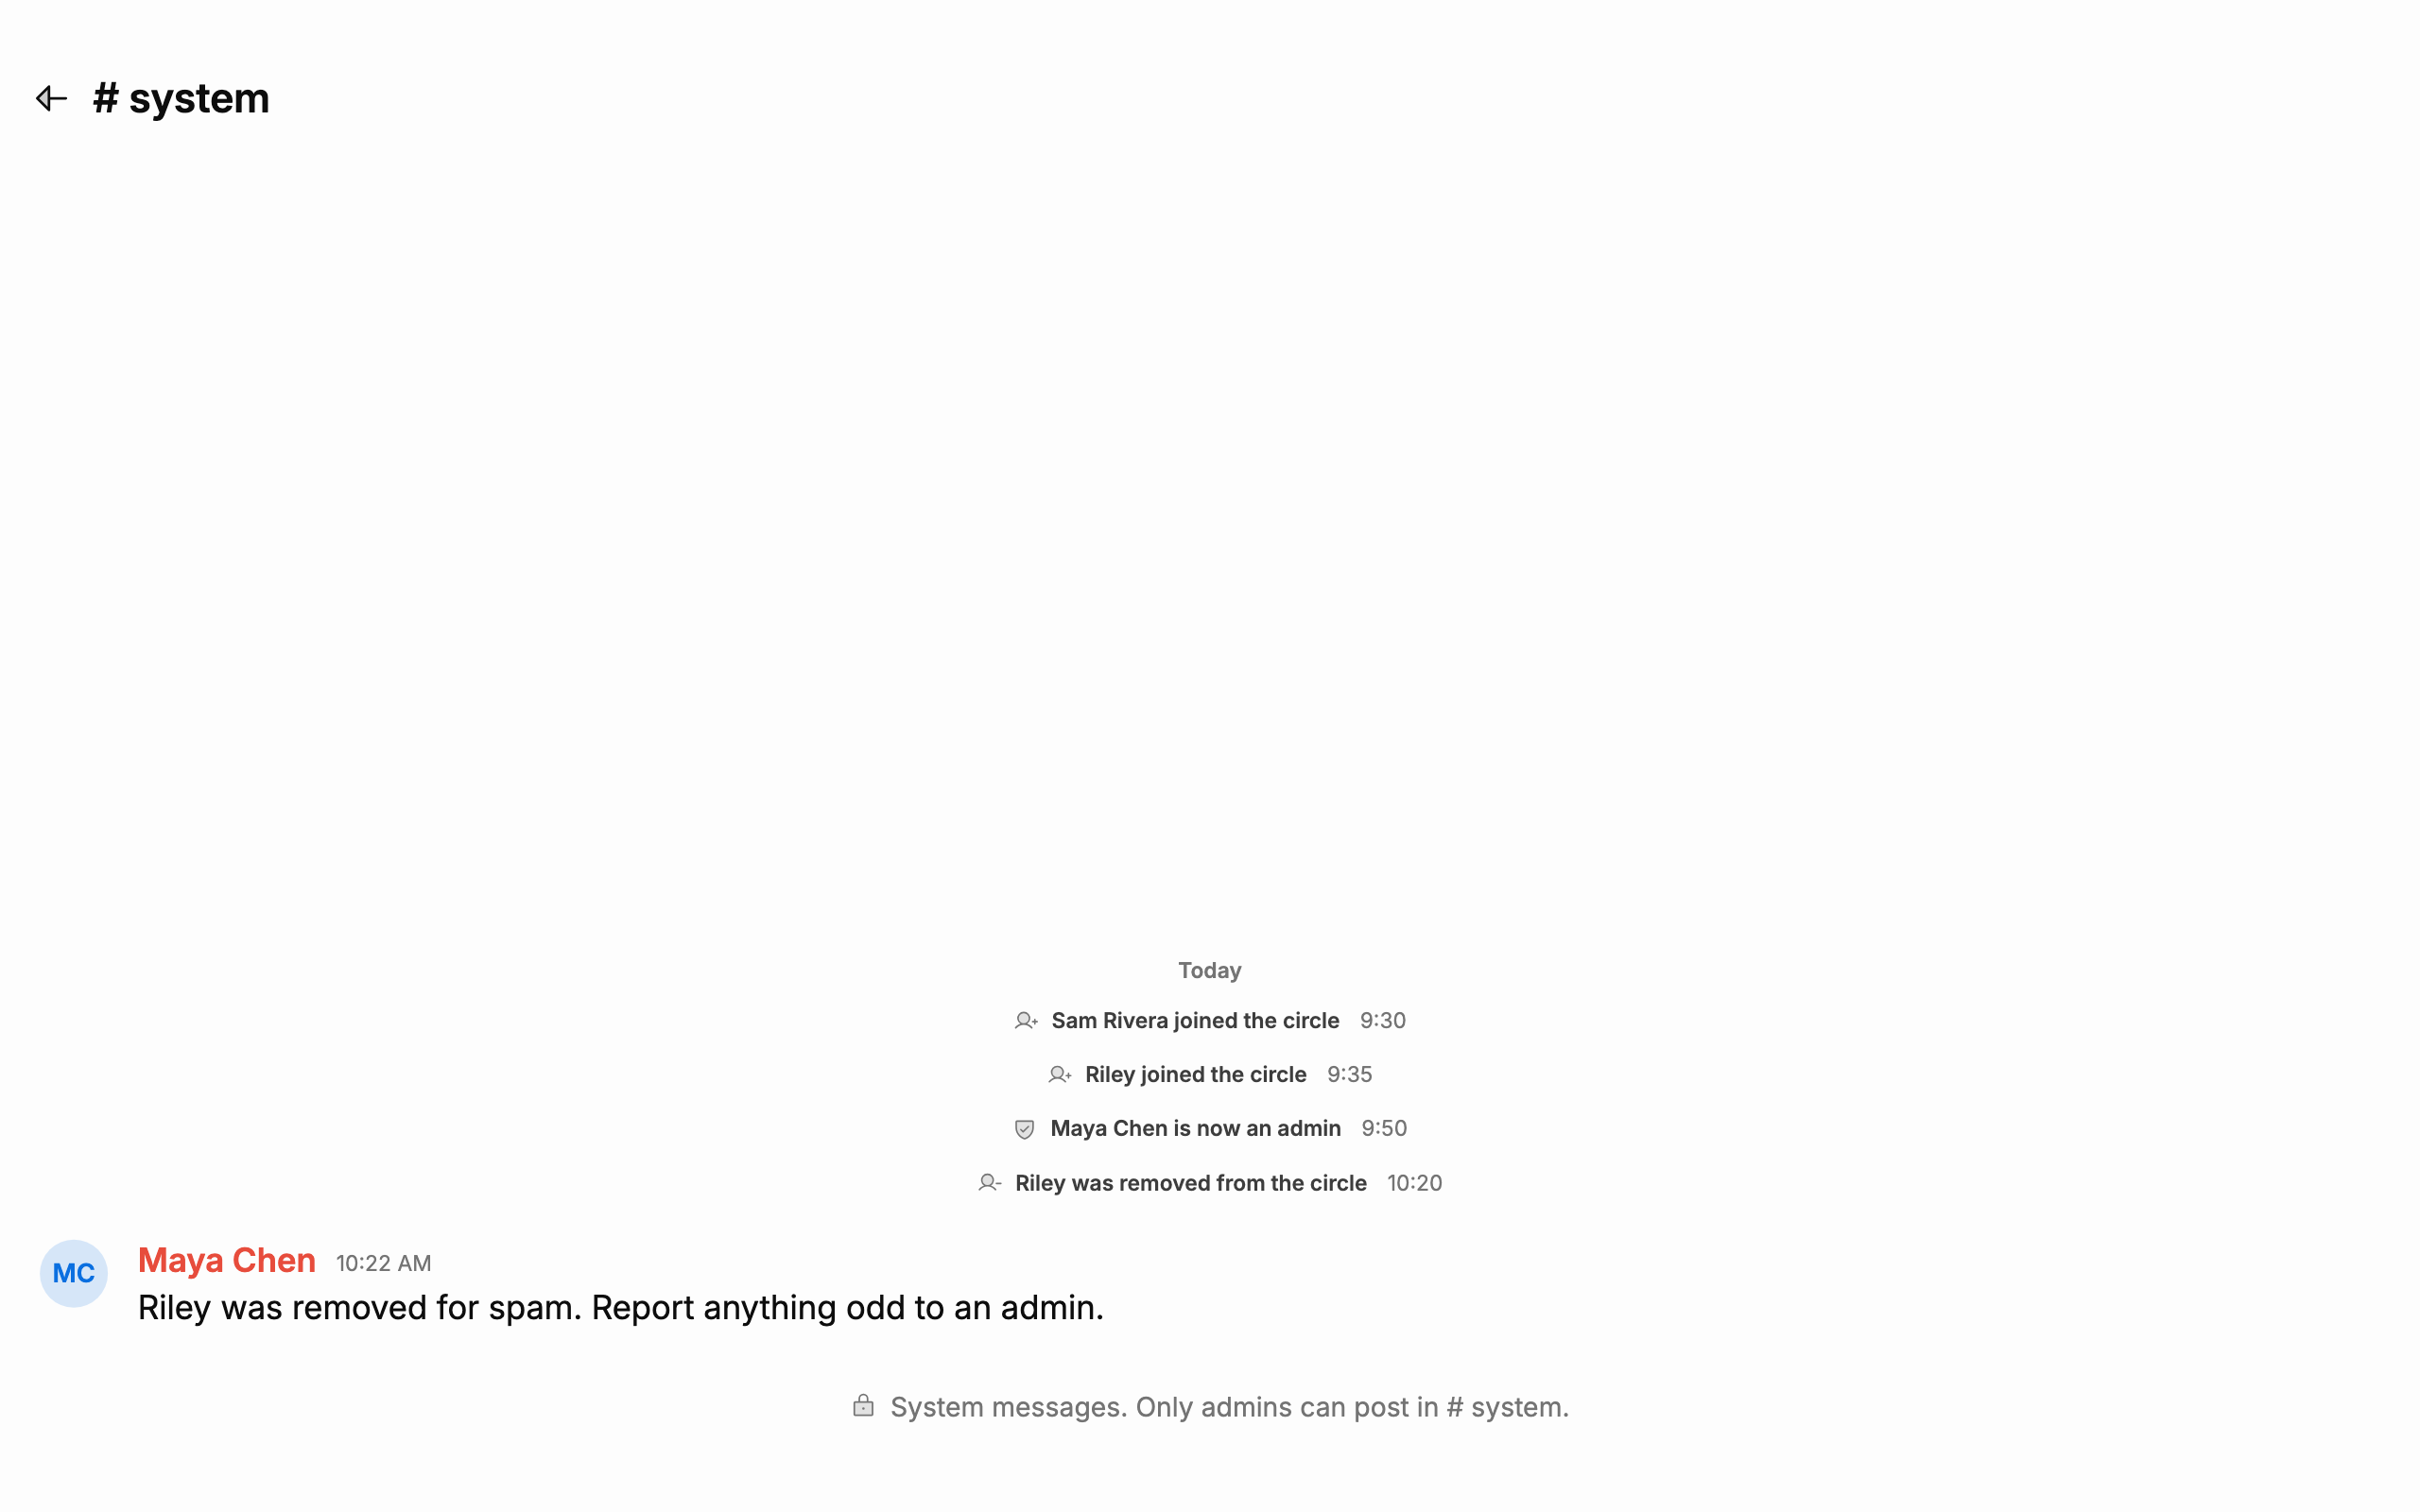 # system
Today
Sam Rivera joined the circle 9:30
Riley joined the circle 9:35
Maya Chen is now an admin 9:50
Riley was removed from the circle 10:20
MC
Maya Chen 10:22 AM
Riley was removed for spam. Report anything odd to an admin.
System messages. Only admins can post in # system.